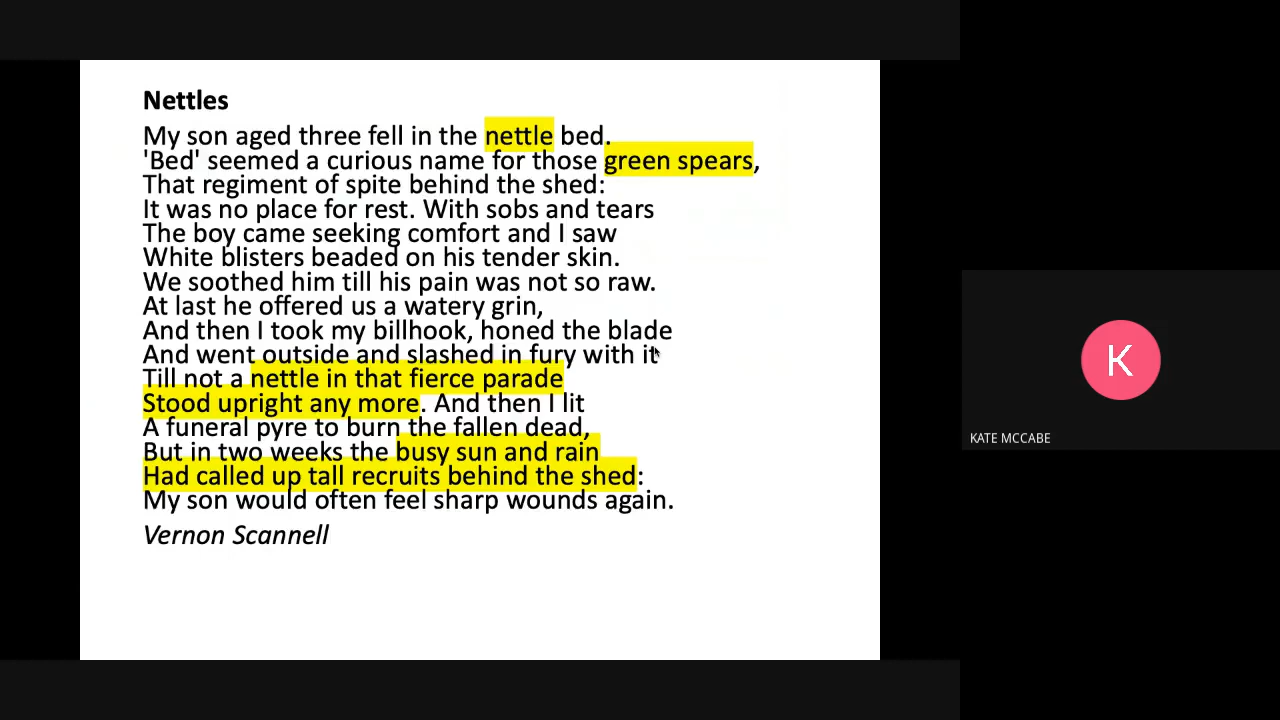 Nettles
My son aged three fell in the nettle bed.
'Bed' seemed a curious name for those green spears,
That regiment of spite behind the shed:
It was no place for rest. With sobs and tears
The boy came seeking comfort and I saw
White blisters beaded on his tender skin.
We soothed him till his pain was not so raw.
At last he offered us a watery grin,
And then I took my billhook, honed the blade
And went outside and slashed in fury with it
Till not a nettle in that fierce parade
Stood upright any more. And then I lit
A funeral pyre to burn the fallen dead,
But in two weeks the busy sun and rain
Had called up tall recruits behind the shed:
My son would often feel sharp wounds again.
Vernon Scannell
K
KATE MCCABE